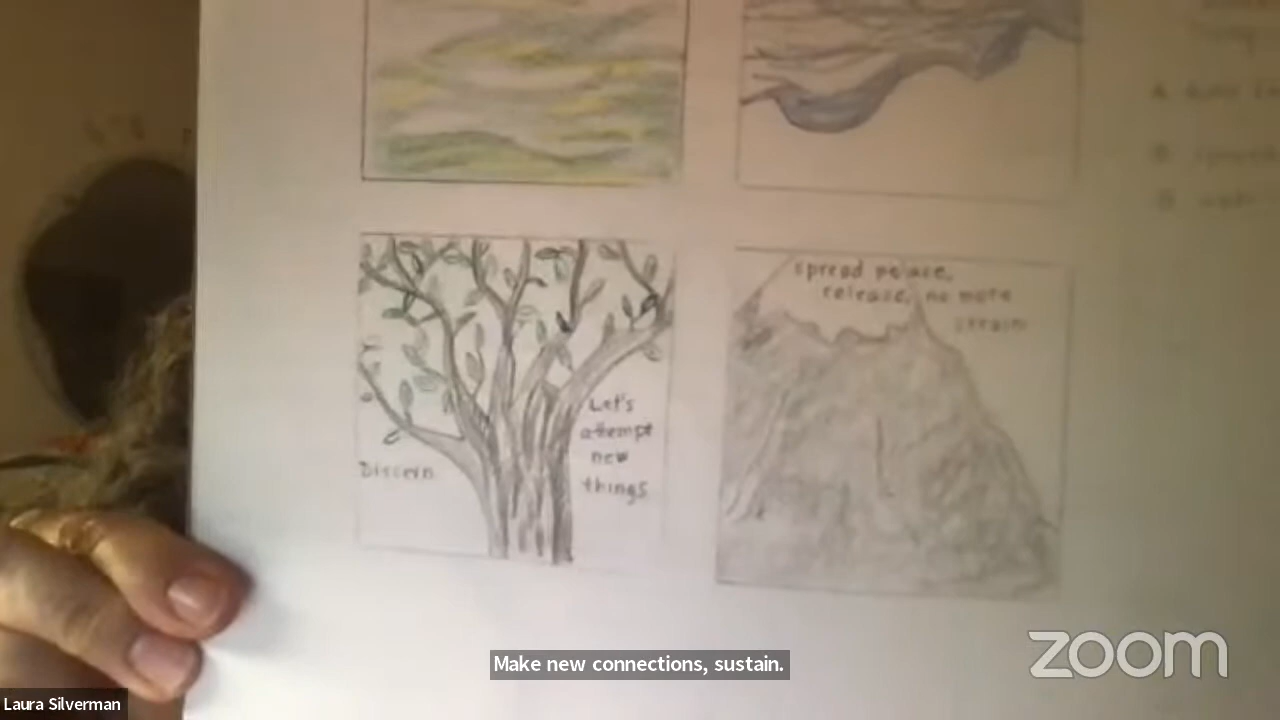 spread peace,
release, no more
strain
Let's
attempt
new
things
Discern
Make new connections, sustain.
zoom
Laura Silverman